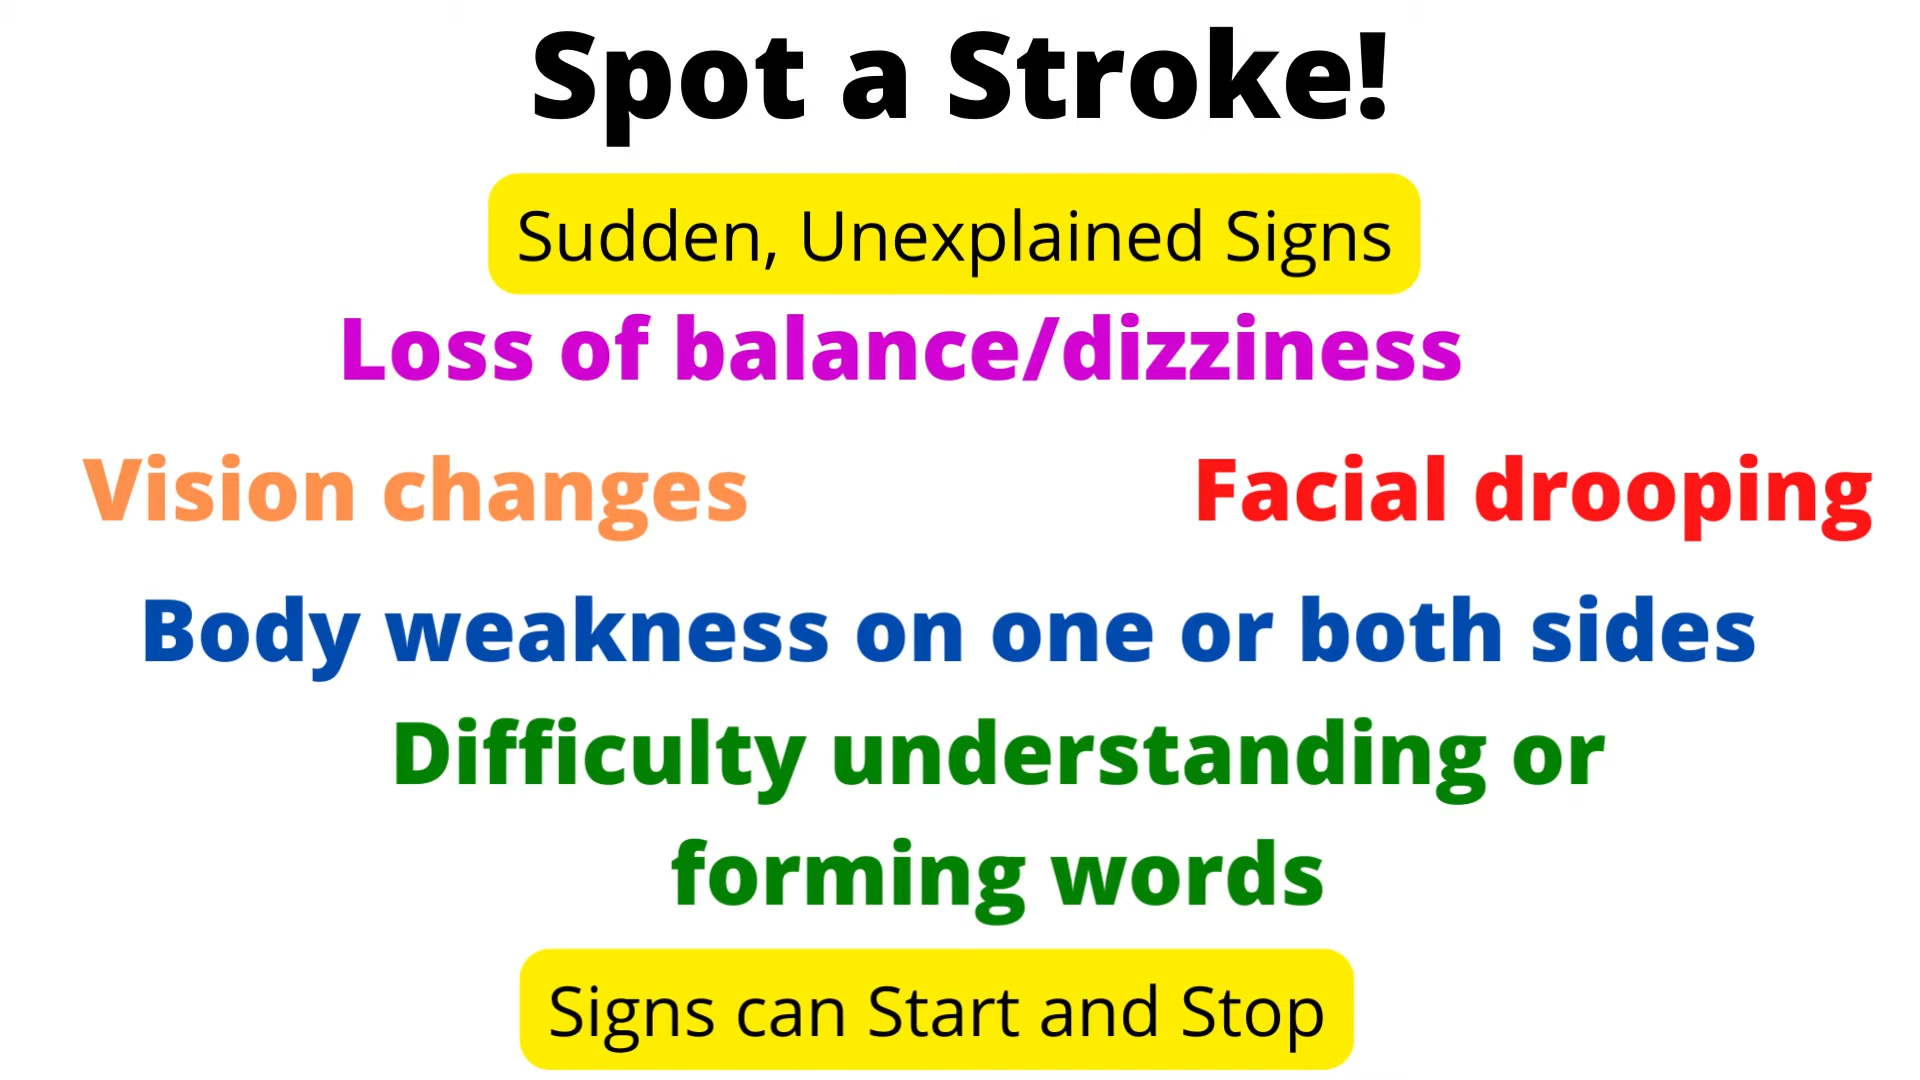 Spot a Stroke!
Sudden, Unexplained Signs
Loss of balance/dizziness
Vision changes
Facial drooping
Body weakness on one or both sides
Difficulty understanding or
forming words
Signs can Start and Stop